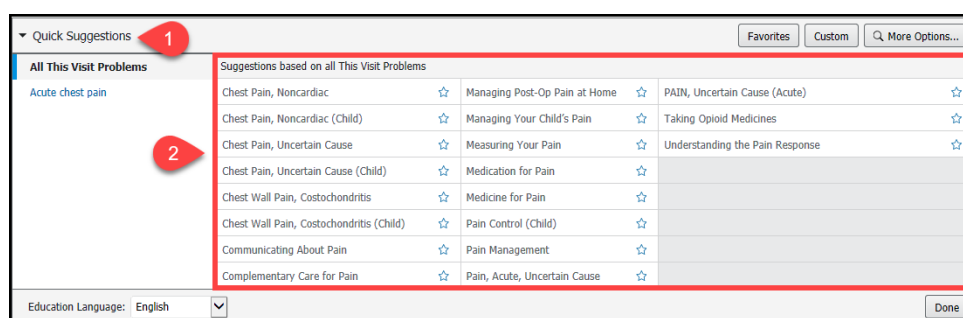 Quick Suggestions
1
Favorites
Custom
More Options...
All This Visit Problems
Acute chest pain
2
Suggestions based on all This Visit Problems
Chest Pain, Noncardiac
Managing Post-Op Pain at Home
PAIN, Uncertain Cause (Acute)
Chest Pain, Noncardiac (Child)
Managing Your Child's Pain
Taking Opioid Medicines
Chest Pain, Uncertain Cause
Measuring Your Pain
Understanding the Pain Response
Chest Pain, Uncertain Cause (Child)
Medication for Pain
Chest Wall Pain, Costochondritis
Medicine for Pain
Chest Wall Pain, Costochondritis (Child)
Pain Control (Child)
Communicating About Pain
Pain Management
Complementary Care for Pain
Pain, Acute, Uncertain Cause
Education Language: English
Done